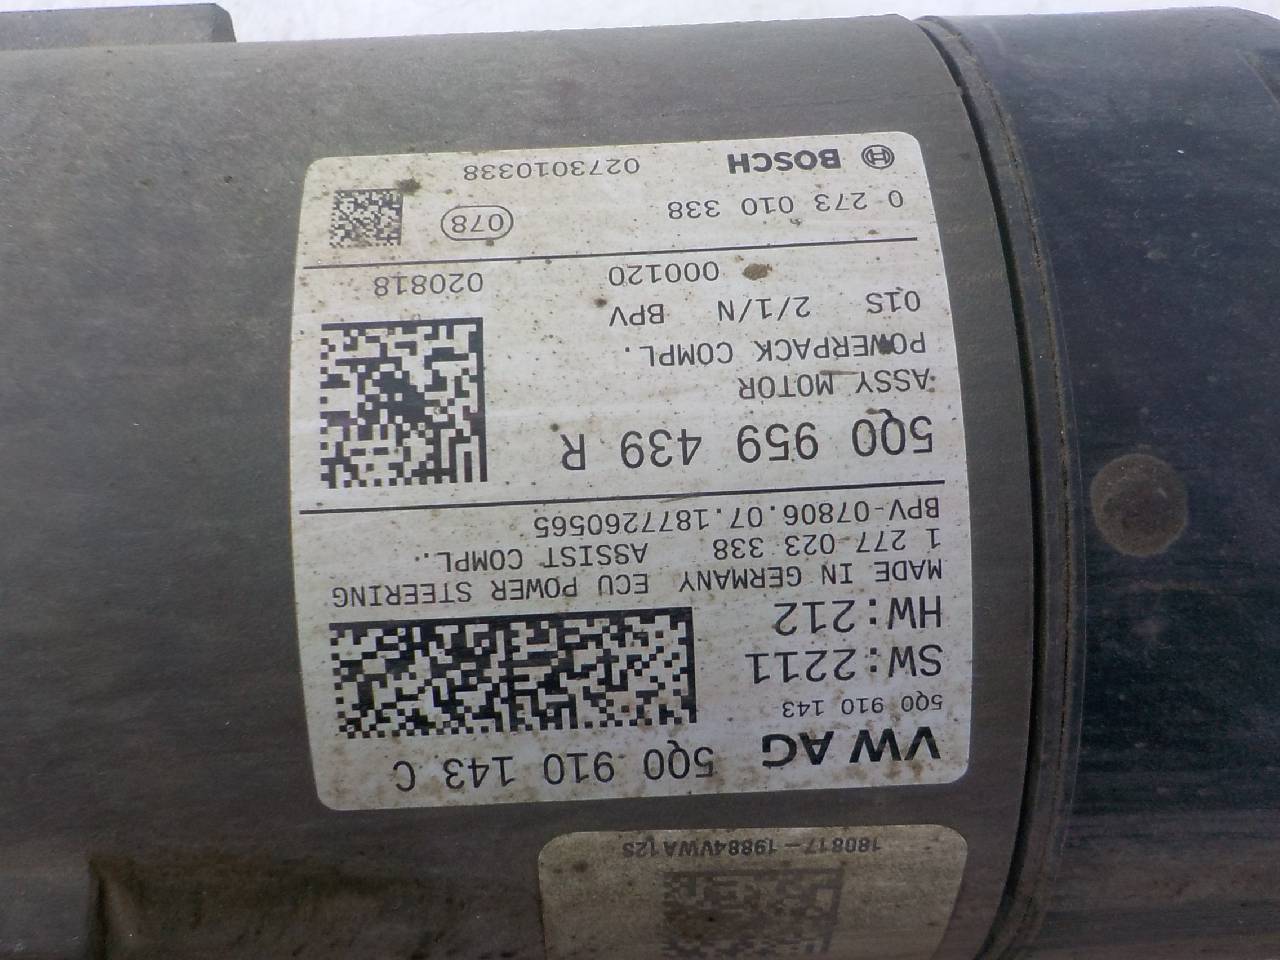 180817-19884VWA12S
VW AG 5Q0 910 143 C
5Q0 910 143
SW:2211
HW:212
MADE IN GERMANY ECU POWER STEERING
1 277 023 338 ASSIST COMPL..
BPV-07806.07.1877260565
5Q0 959 439 R
ASSY MOTOR
POWERPACK COMPL.
01S 2/1/N BPV
000120 020818
0 273 010 338 078
BOSCH 0273010338